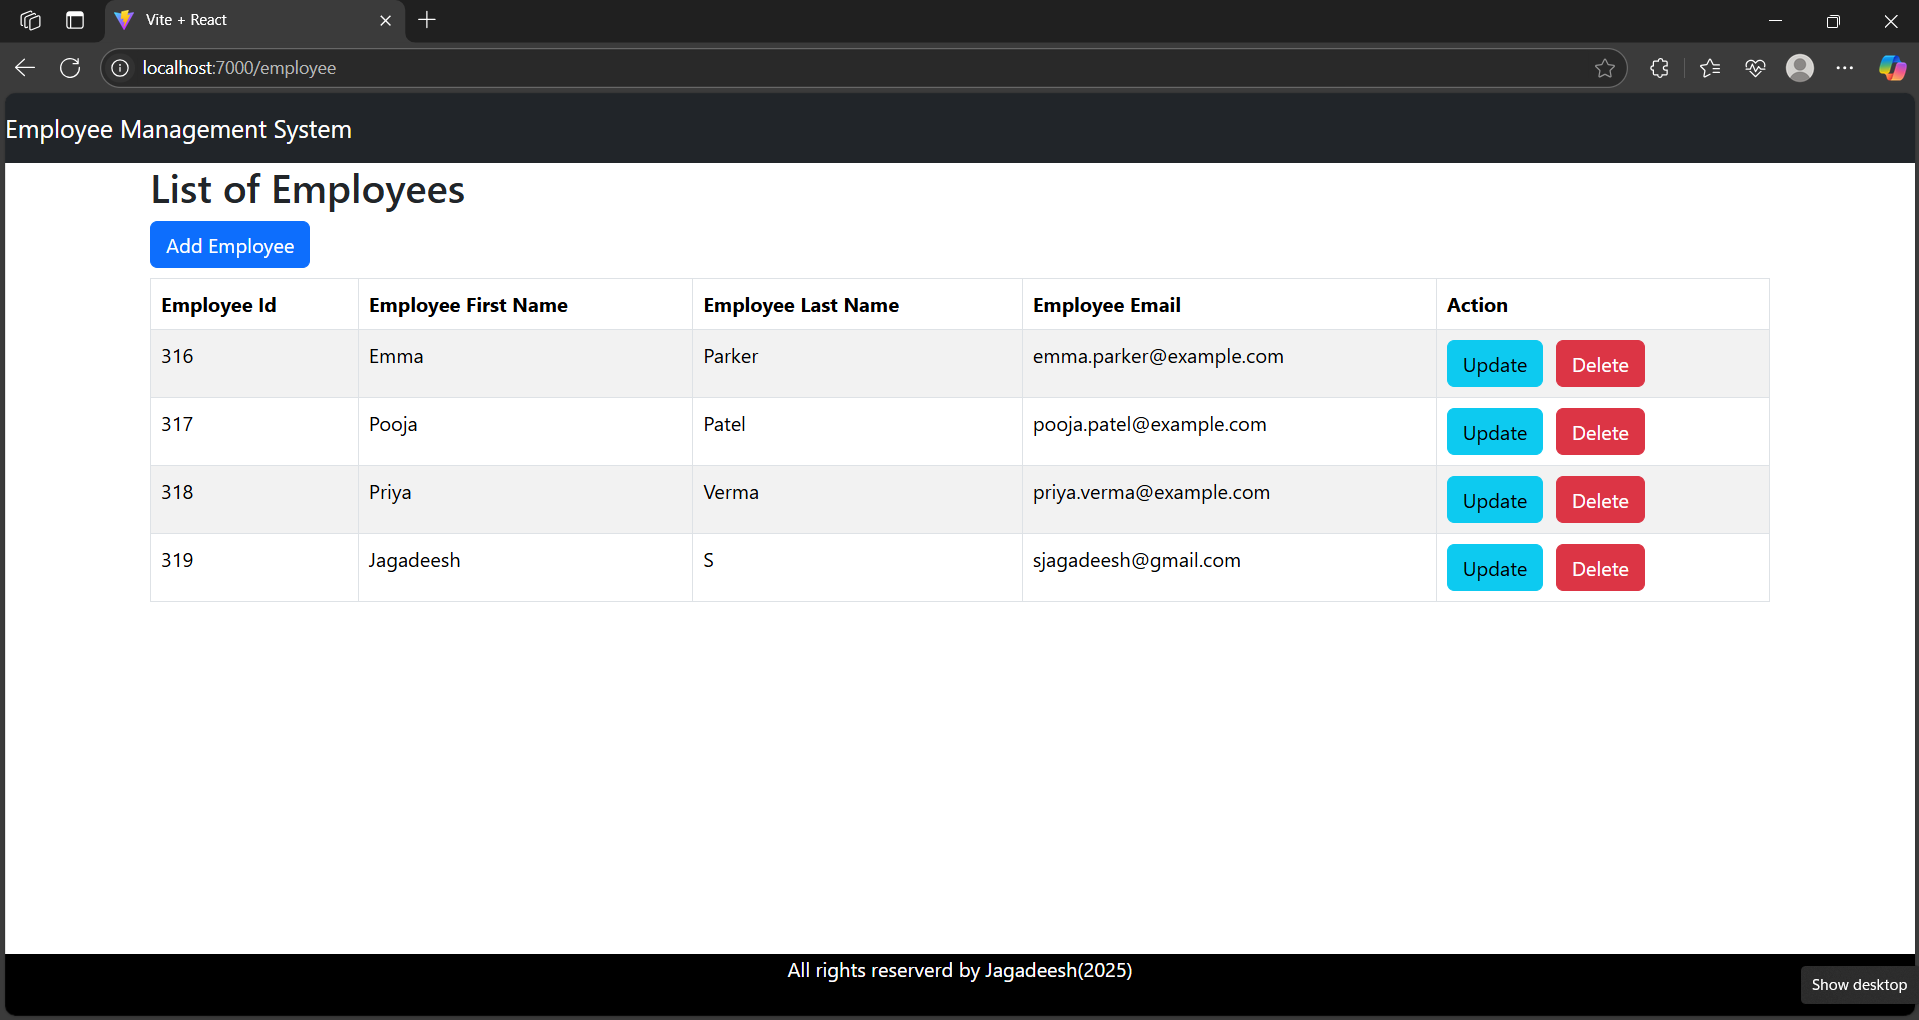 Vite + React
localhost:7000/employee
Employee Management System
List of Employees
Add Employee
Employee Id Employee First Name Employee Last Name Employee Email Action
316 Emma Parker emma.parker@example.com Update Delete
317 Pooja Patel pooja.patel@example.com Update Delete
318 Priya Verma priya.verma@example.com Update Delete
319 Jagadeesh S sjagadeesh@gmail.com Update Delete
All rights reserverd by Jagadeesh(2025)
Show desktop